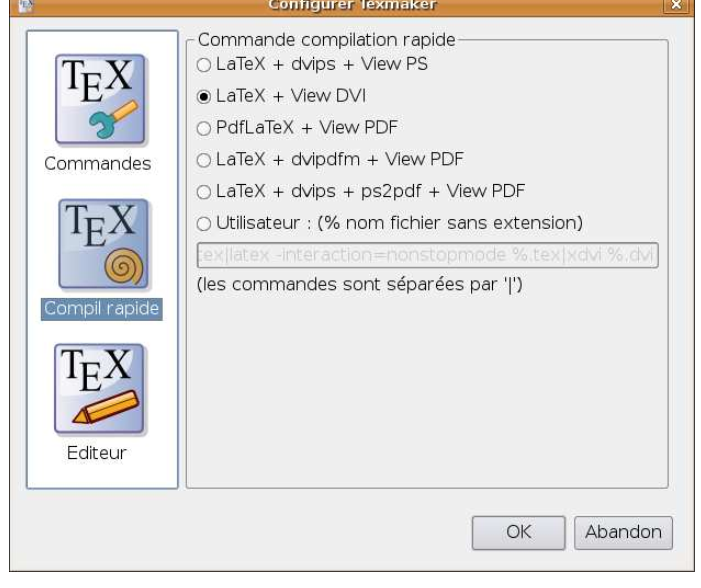 Configurer Texmaker
TEX
Commandes
TEX
Compil rapide
TEX
Editeur
Commande compilation rapide
LaTeX + dvips + View PS
LaTeX + View DVI
PdfLaTeX + View PDF
LaTeX + dvipdfm + View PDF
LaTeX + dvips + ps2pdf + View PDF
Utilisateur : (% nom fichier sans extension)
tex|latex -interaction=nonstopmode %.tex|xdvi %.dvi
(les commandes sont séparées par '|')
OK
Abandon